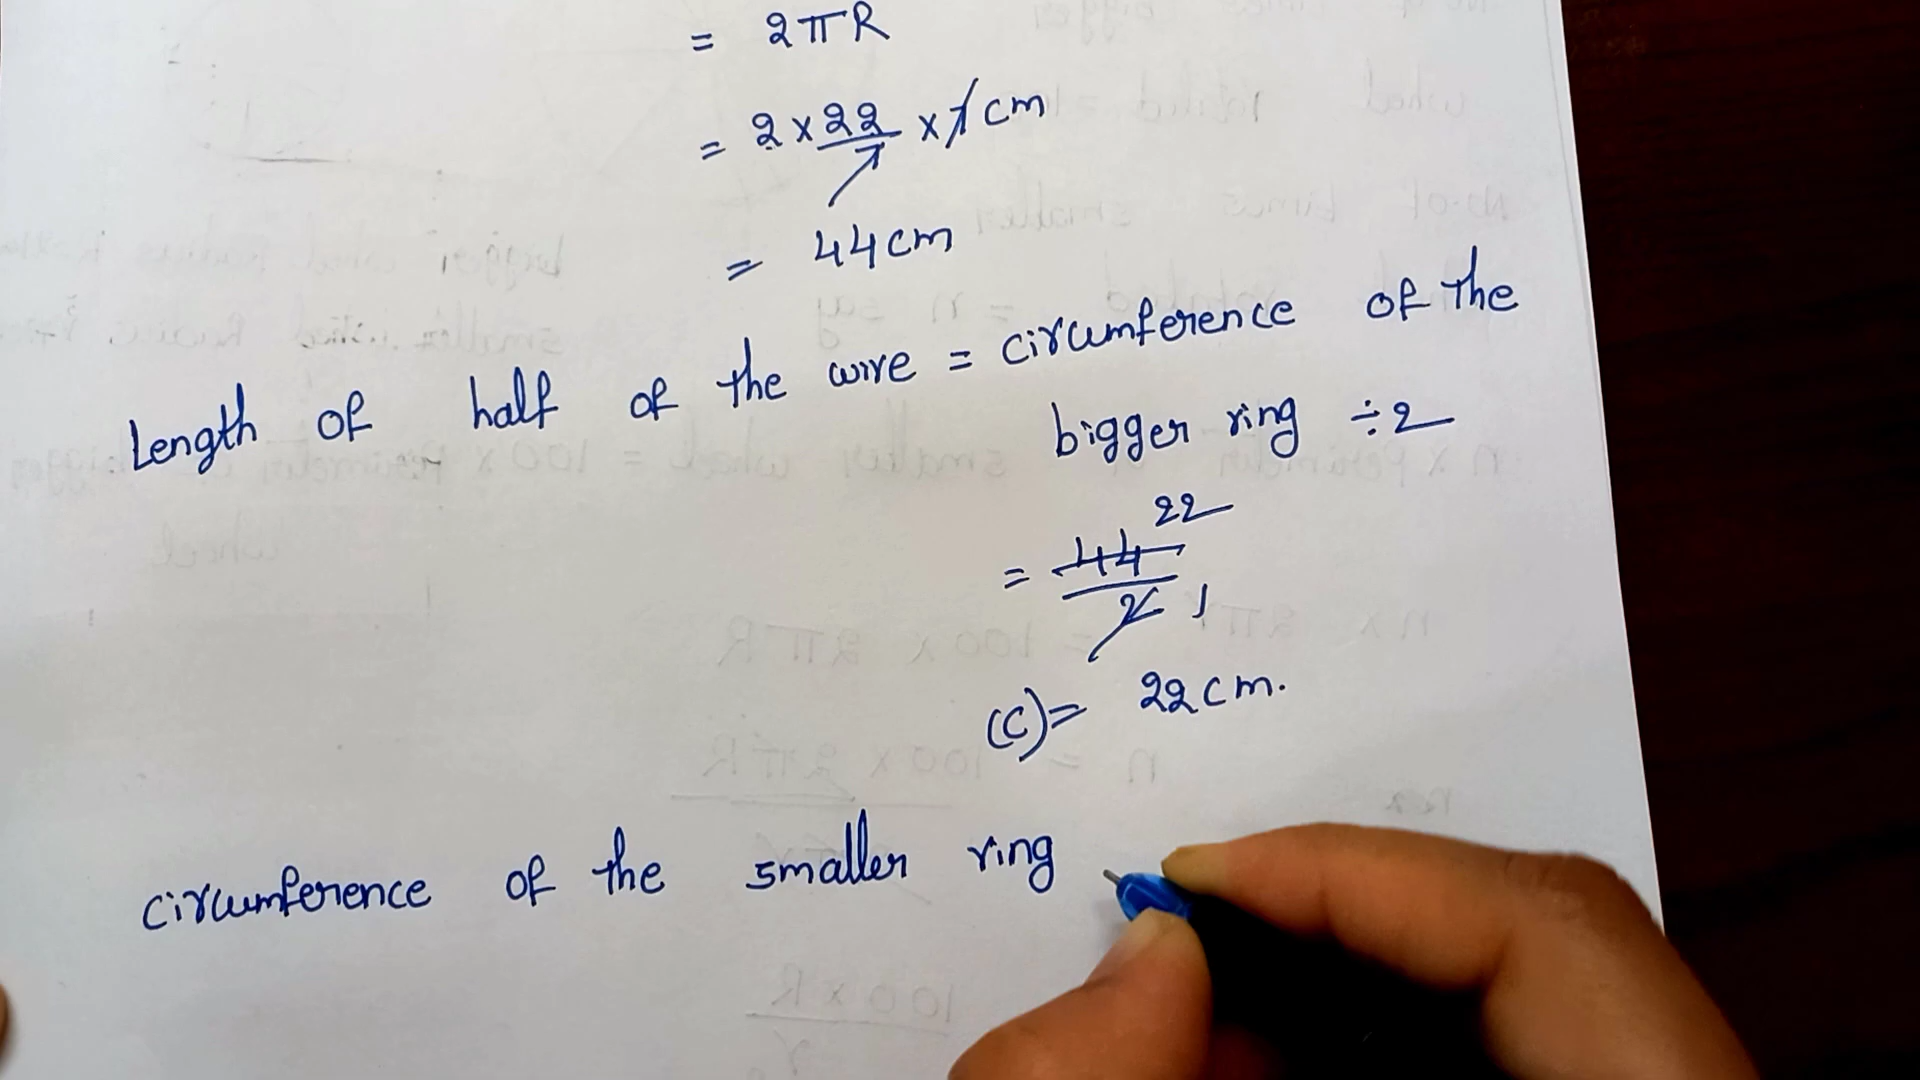 = 2πR
= 2 × 22/7 × 7 cm
= 44 cm
Length of half of the wire = circumference of the
bigger ring ÷ 2
22
= 44/2 1
(C) = 22 cm.
circumference of the smaller ring